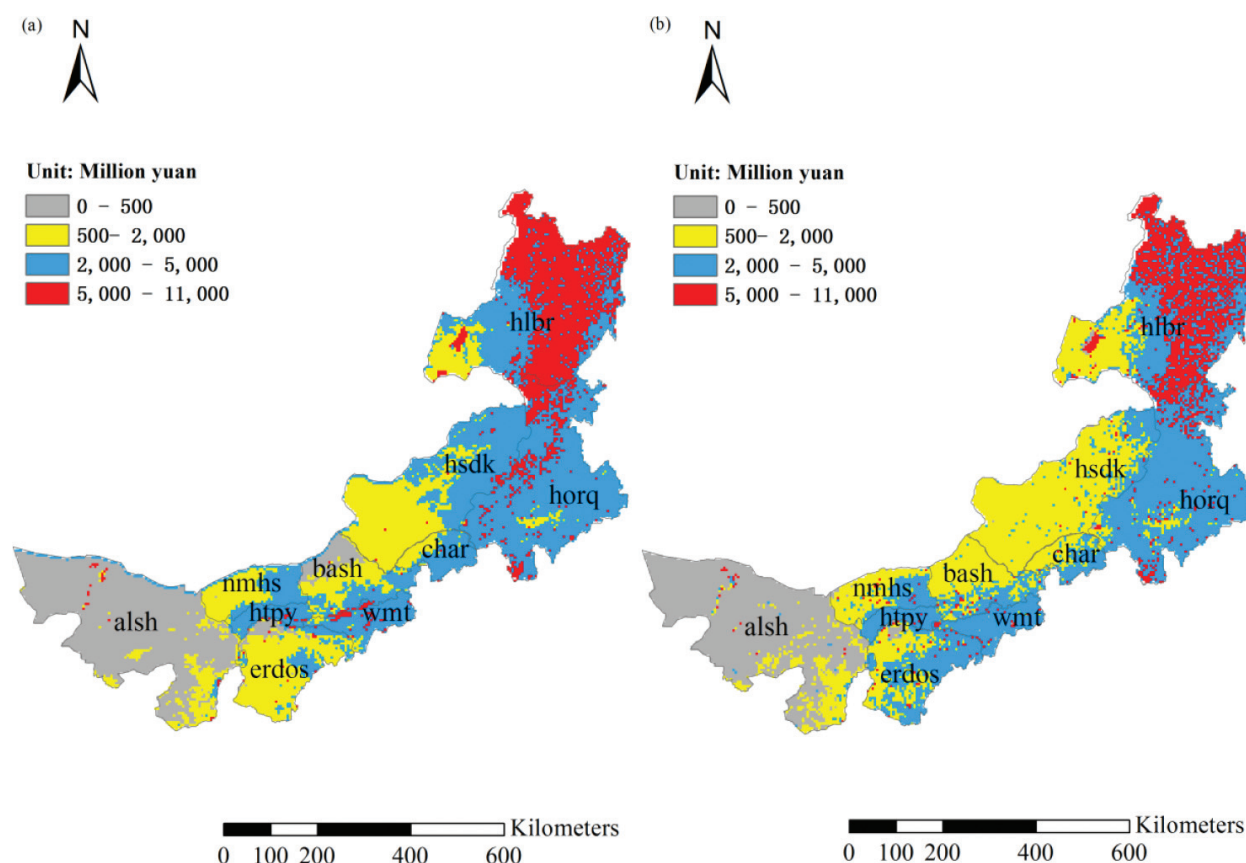 (a)
N
Unit: Million yuan
0 - 500
500- 2,000
2,000 - 5,000
5,000 - 11,000
hlbr
hsdk
horq
char
bash
nmhs
htpy
wmt
alsh
erdos
Kilometers
0 100 200 400 600
(b)
N
Unit: Million yuan
0 - 500
500- 2,000
2,000 - 5,000
5,000 - 11,000
hlbr
hsdk
horq
char
bash
nmhs
htpy
wmt
alsh
erdos
Kilometers
0 100 200 400 600